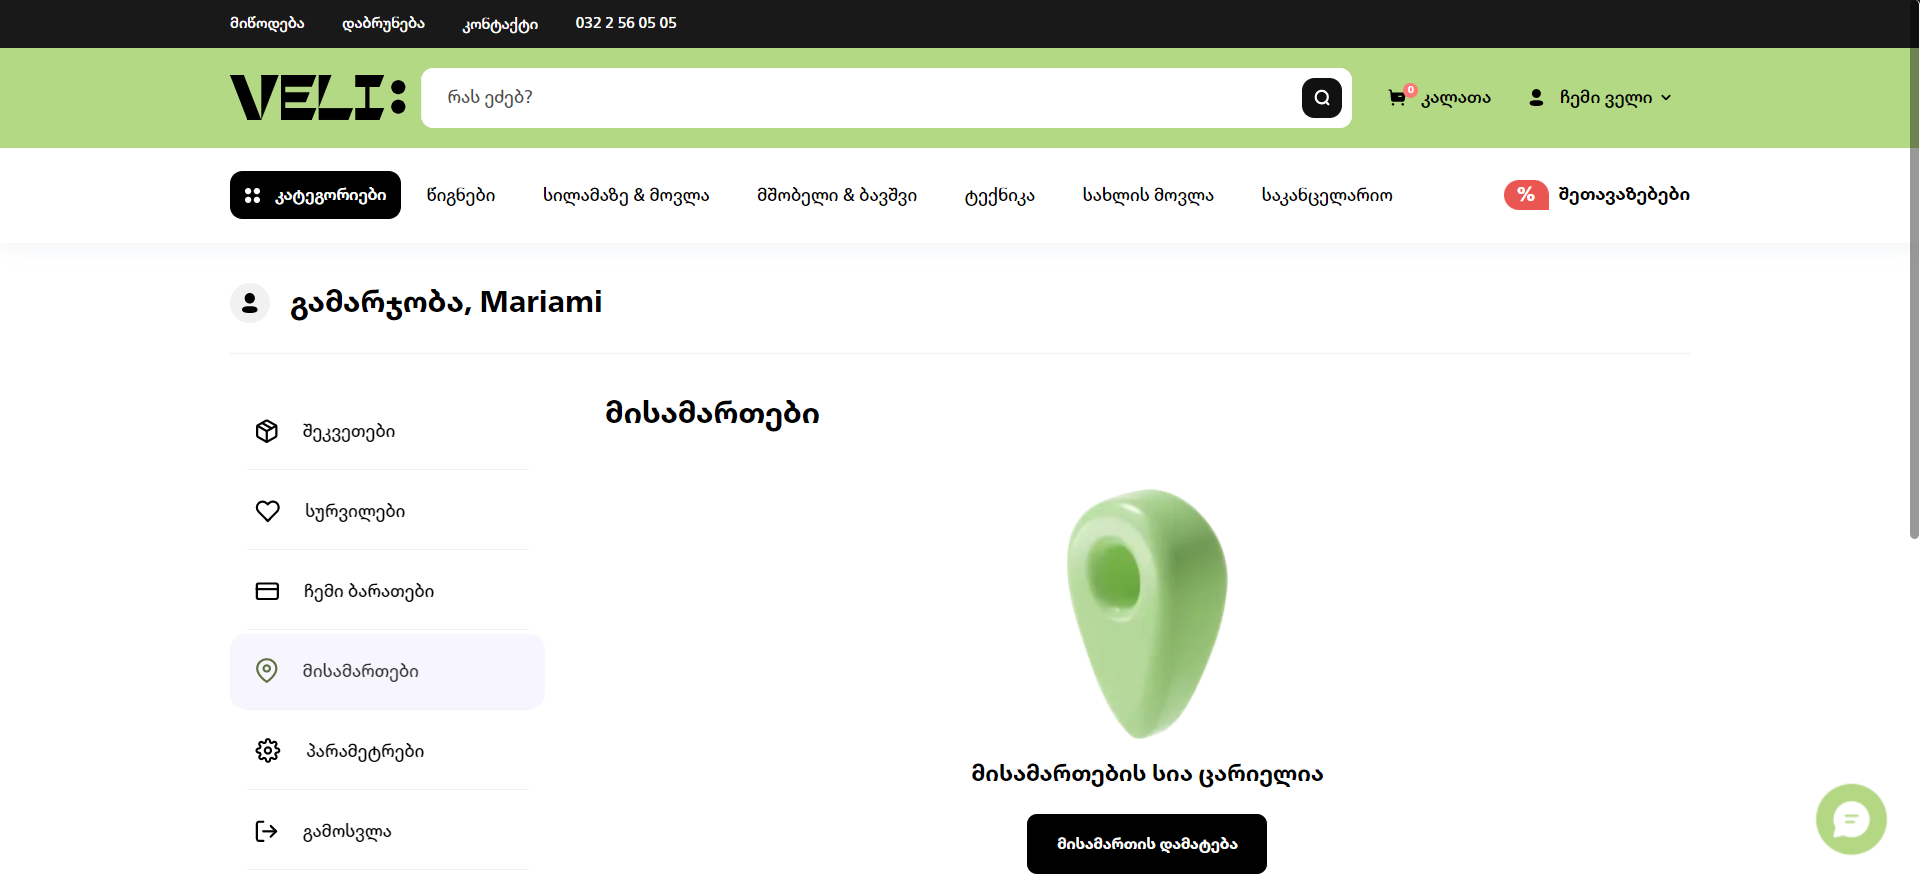 მიწოდება დაბრუნება კონტაქტი 032 2 56 05 05
VELI: რას ეძებ? 0 კალათა ჩემი ველი
კატეგორიები წიგნები სილამაზე & მოვლა მშობელი & ბავშვი ტექნიკა სახლის მოვლა საკანცელარიო % შეთავაზებები
გამარჯობა, Mariami
მისამართები
შეკვეთები
სურვილები
ჩემი ბარათები
მისამართები
პარამეტრები
გამოსვლა
მისამართების სია ცარიელია
მისამართის დამატება